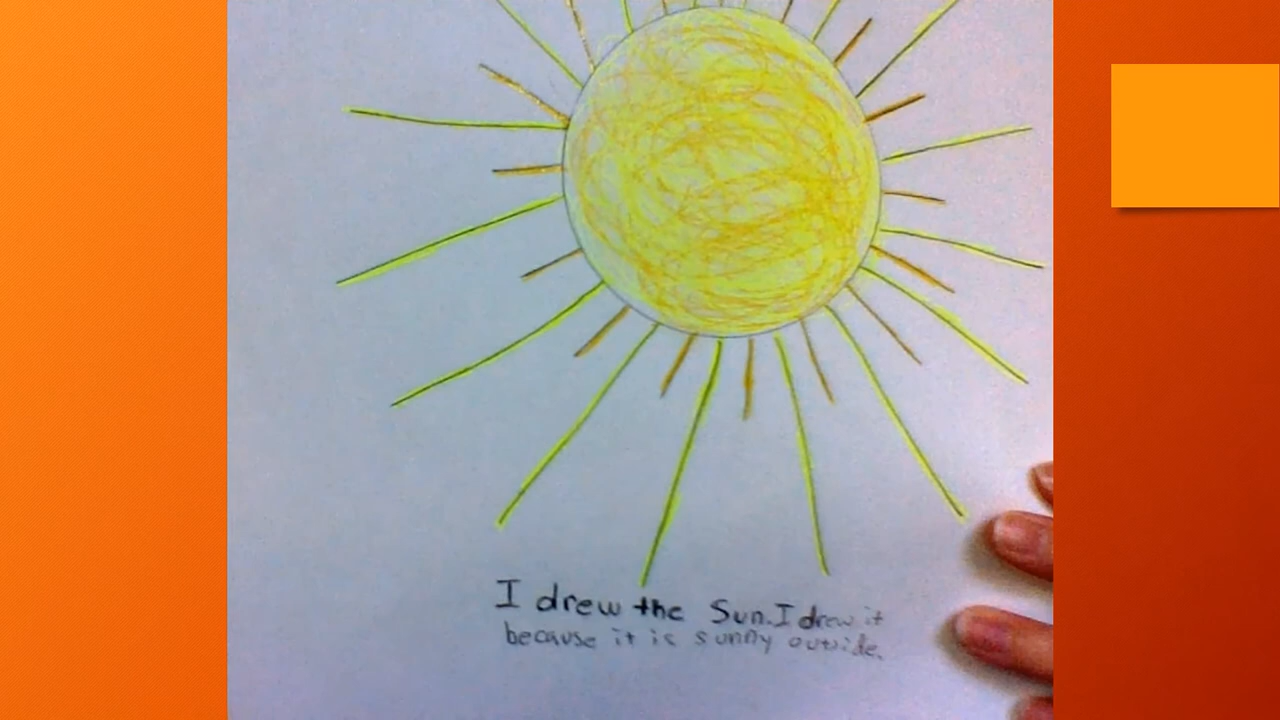 I drew the Sun. I drew it
because it is sunny outside.